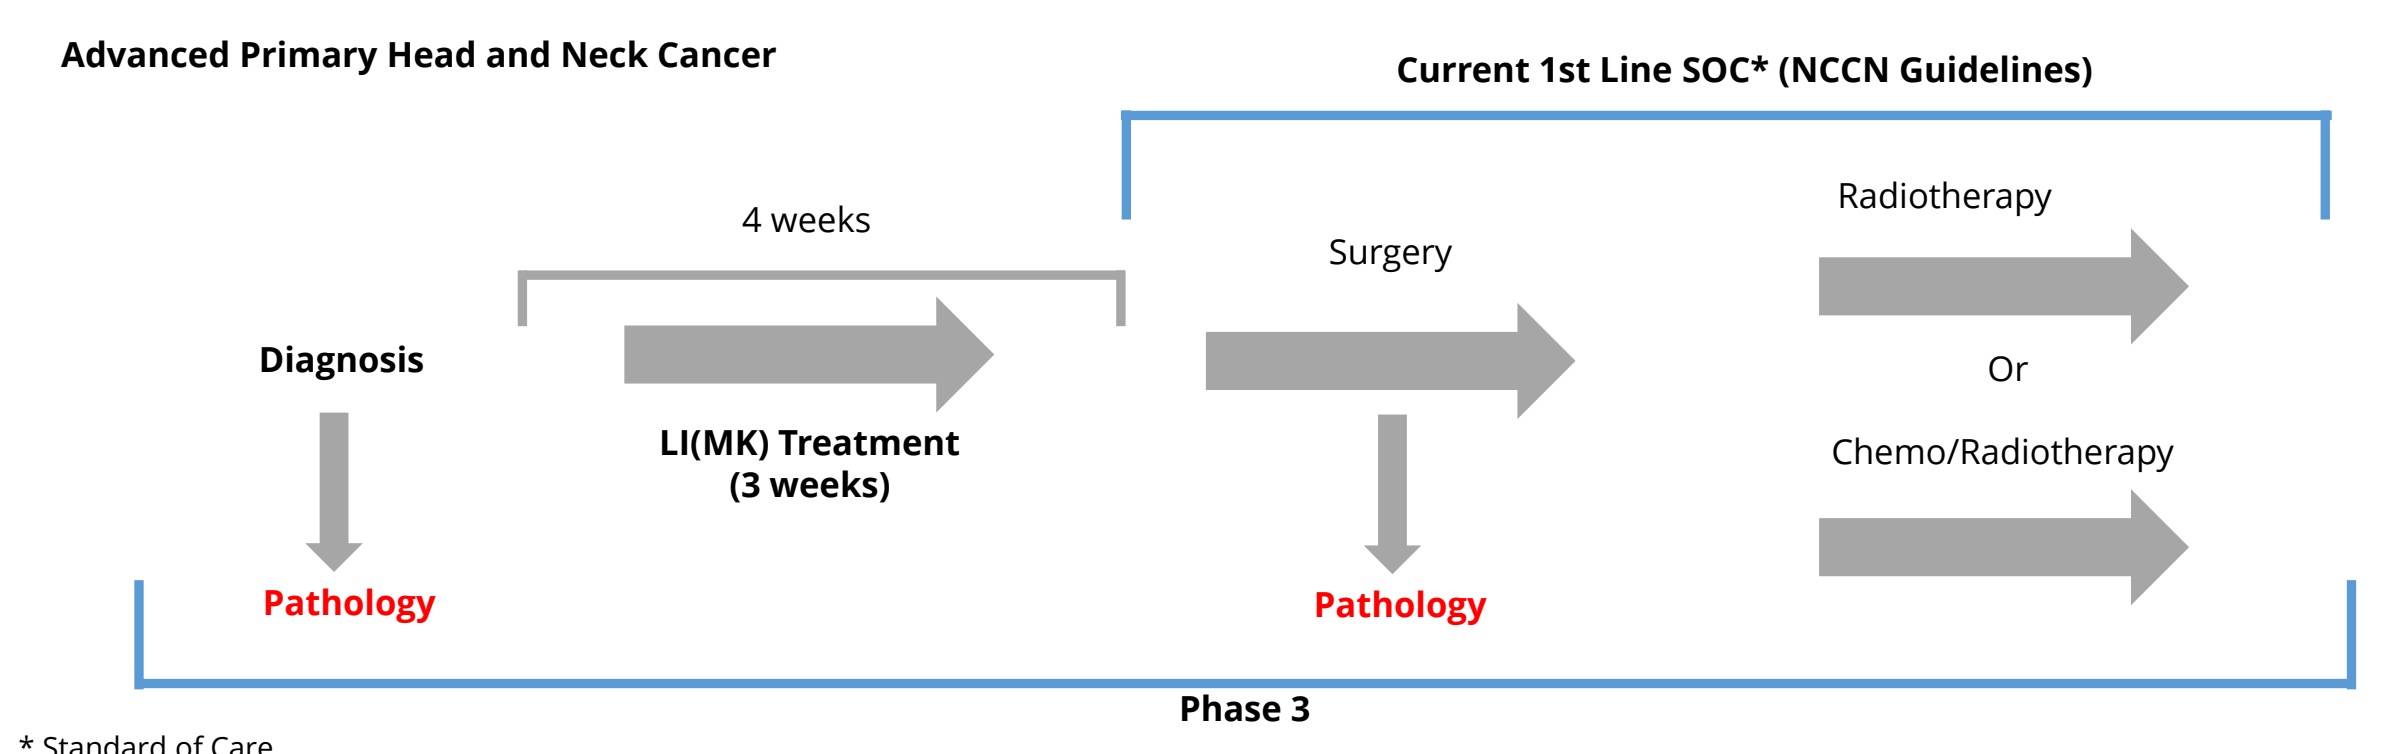 Advanced Primary Head and Neck Cancer
Current 1st Line SOC* (NCCN Guidelines)
4 weeks
Radiotherapy
Surgery
Diagnosis
Or
LI(MK) Treatment
(3 weeks)
Chemo/Radiotherapy
Pathology
Pathology
Phase 3
* Standard of Care